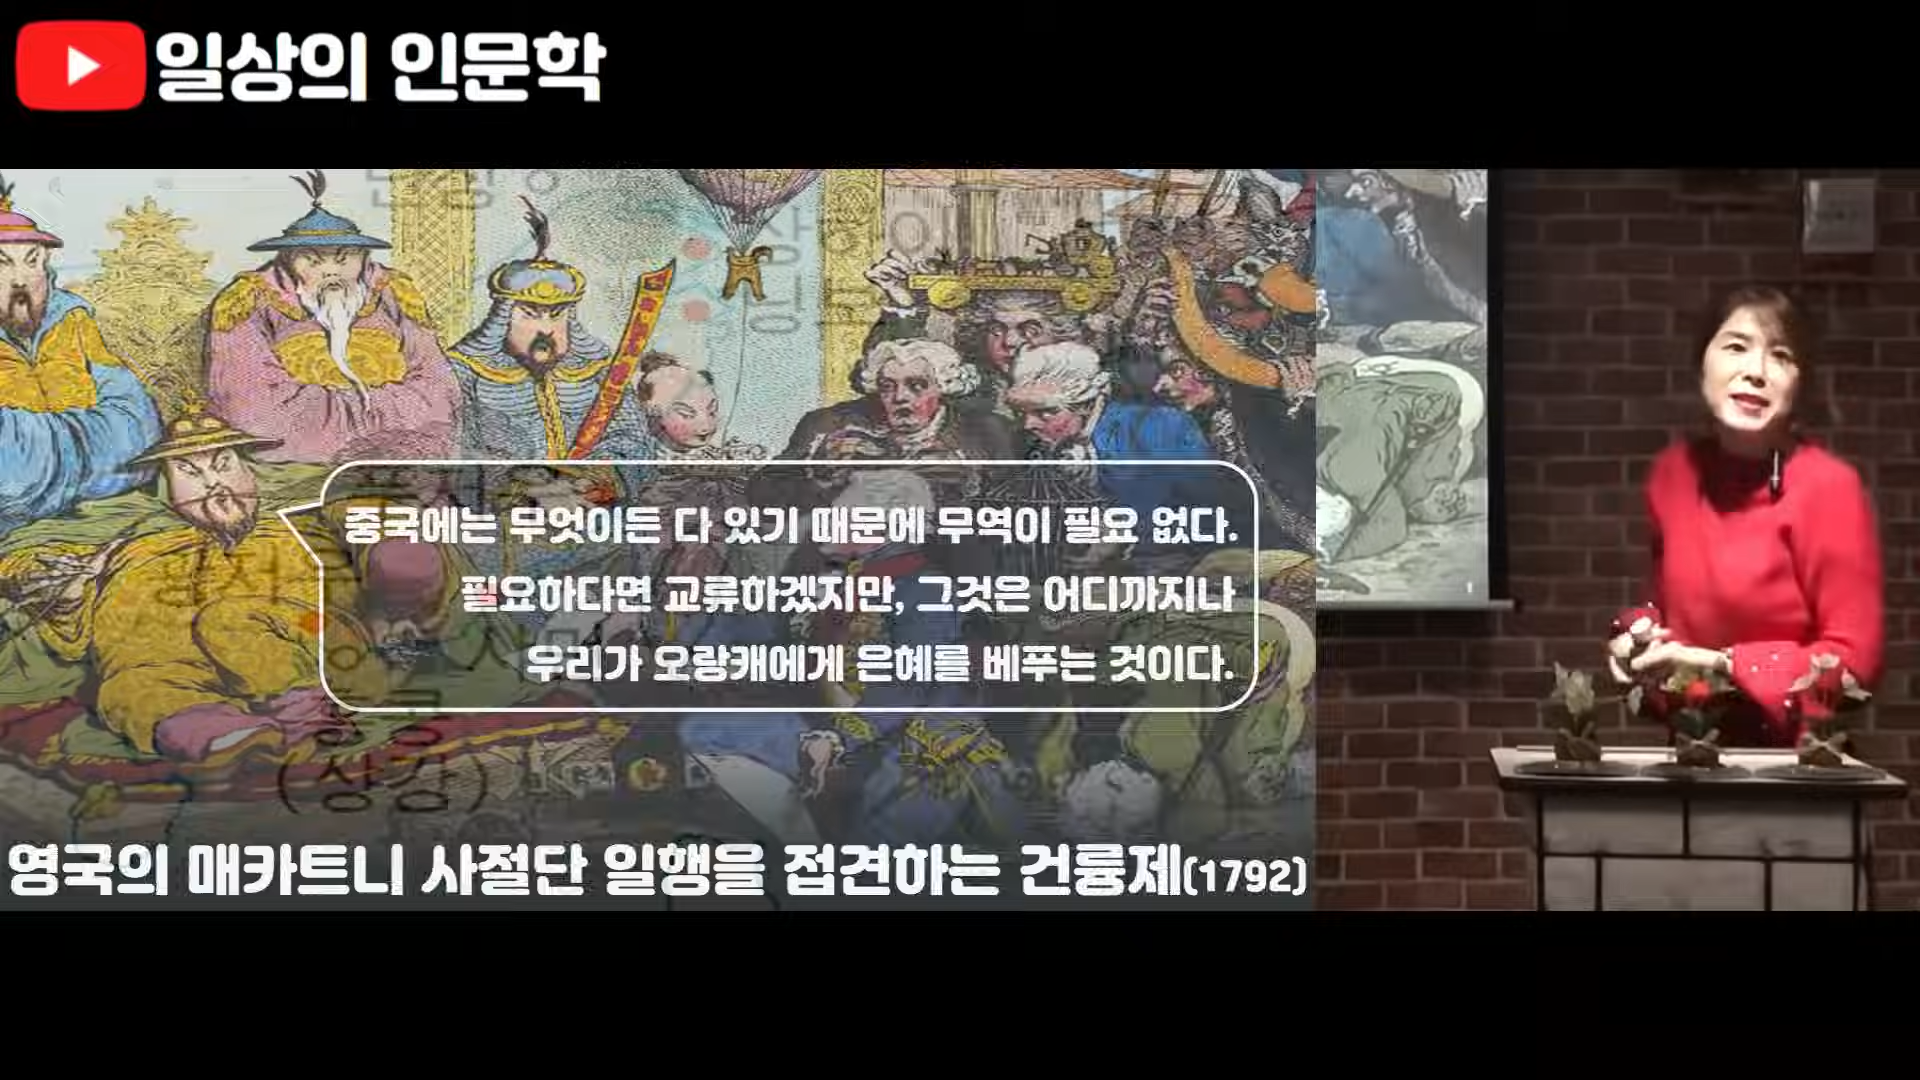 일상의 인문학
중국에는 무엇이든 다 있기 때문에 무역이 필요 없다.
필요하다면 교류하겠지만, 그것은 어디까지나
우리가 오랑캐에게 은혜를 베푸는 것이다.
(상강)
영국의 매카트니 사절단 일행을 접견하는 건륭제(1792)